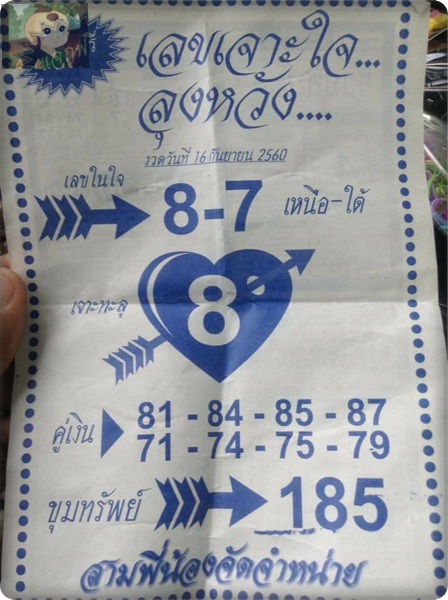 เลขเจาะใจ...
ลุงหวัง....
งวดวันที่ 16 กันยายน 2560
เลขในใจ
8-7
เหนือ-ใต้
เจาะทะลุ
8
คู่เงิน
81 - 84 - 85 - 87
71 - 74 - 75 - 79
ขุมทรัพย์
185
สามพี่น้องจัดจำหน่าย